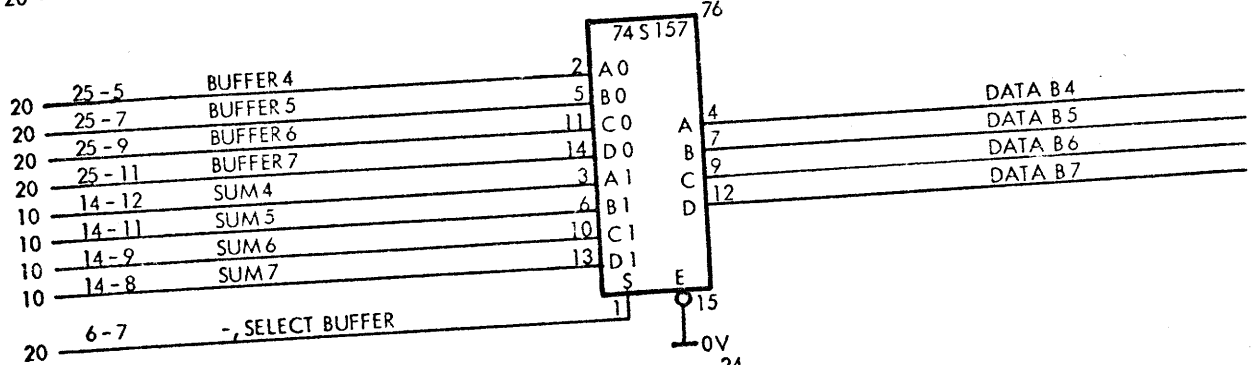 20
76
74 S 157
20 25-5 BUFFER 4 2 A0
20 25-7 BUFFER 5 5 B0
20 25-9 BUFFER 6 11 C0
20 25-11 BUFFER 7 14 D0
10 14-12 SUM 4 3 A1
10 14-11 SUM 5 6 B1
10 14-9 SUM 6 10 C1
10 14-8 SUM 7 13 D1
A 4 DATA B4
B 7 DATA B5
C 9 DATA B6
D 12 DATA B7
S E
1 15
20 6-7 -, SELECT BUFFER
0V
24